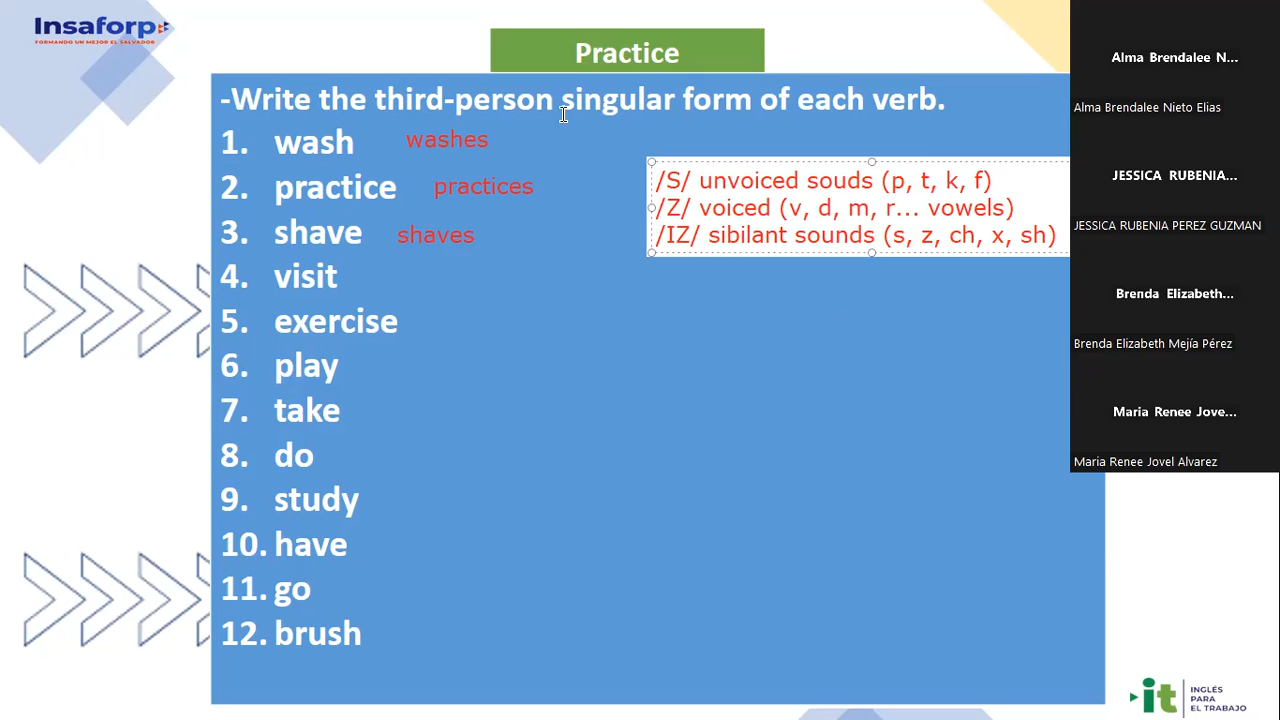 Insaforp
FORMANDO UN MEJOR EL SALVADOR
Practice
-Write the third-person singular form of each verb.
1. wash washes
2. practice practices
3. shave shaves
4. visit
5. exercise
6. play
7. take
8. do
9. study
10. have
11. go
12. brush
/S/ unvoiced souds (p, t, k, f)
/Z/ voiced (v, d, m, r... vowels)
/IZ/ sibilant sounds (s, z, ch, x, sh)
Alma Brendalee N...
Alma Brendalee Nieto Elias
JESSICA RUBENIA...
JESSICA RUBENIA PEREZ GUZMAN
Brenda Elizabeth...
Brenda Elizabeth Mejía Pérez
Maria Renee Jove...
Maria Renee Jovel Alvarez
it
INGLÉS
PARA
EL TRABAJO